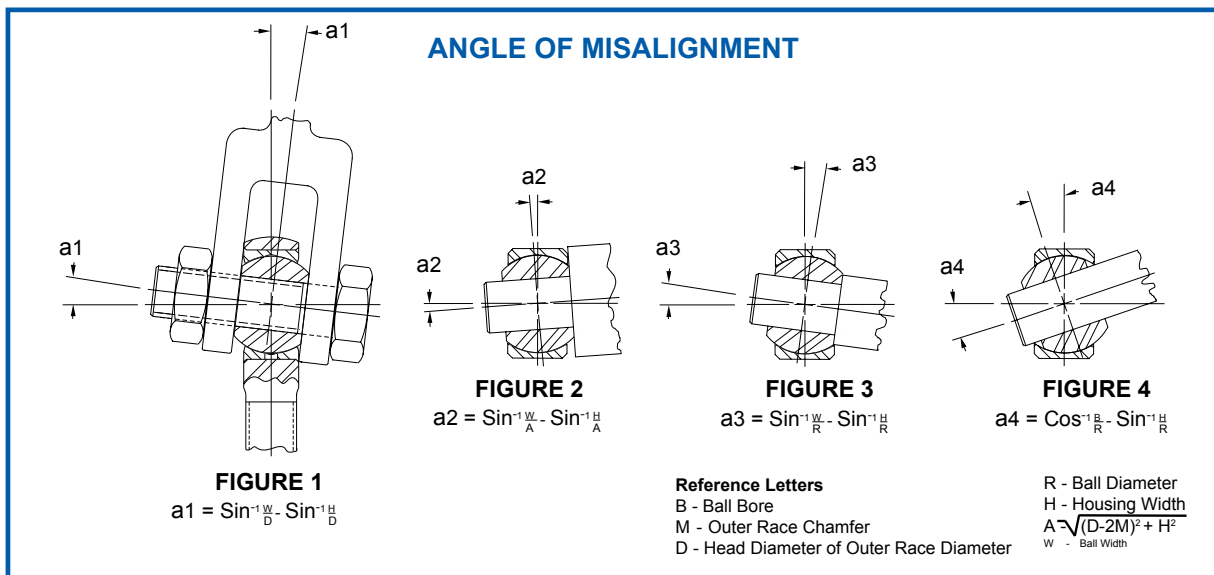 ANGLE OF MISALIGNMENT
a1
a1
FIGURE 1
a1 = Sin⁻¹ W/D - Sin⁻¹ H/D
a2
a2
FIGURE 2
a2 = Sin⁻¹ W/A - Sin⁻¹ H/A
a3
a3
FIGURE 3
a3 = Sin⁻¹ W/R - Sin⁻¹ H/R
a4
a4
FIGURE 4
a4 = Cos⁻¹ B/R - Sin⁻¹ H/R
Reference Letters
B - Ball Bore
M - Outer Race Chamfer
D - Head Diameter of Outer Race Diameter
R - Ball Diameter
H - Housing Width
A = √(D-2M)² + H²
W - Ball Width